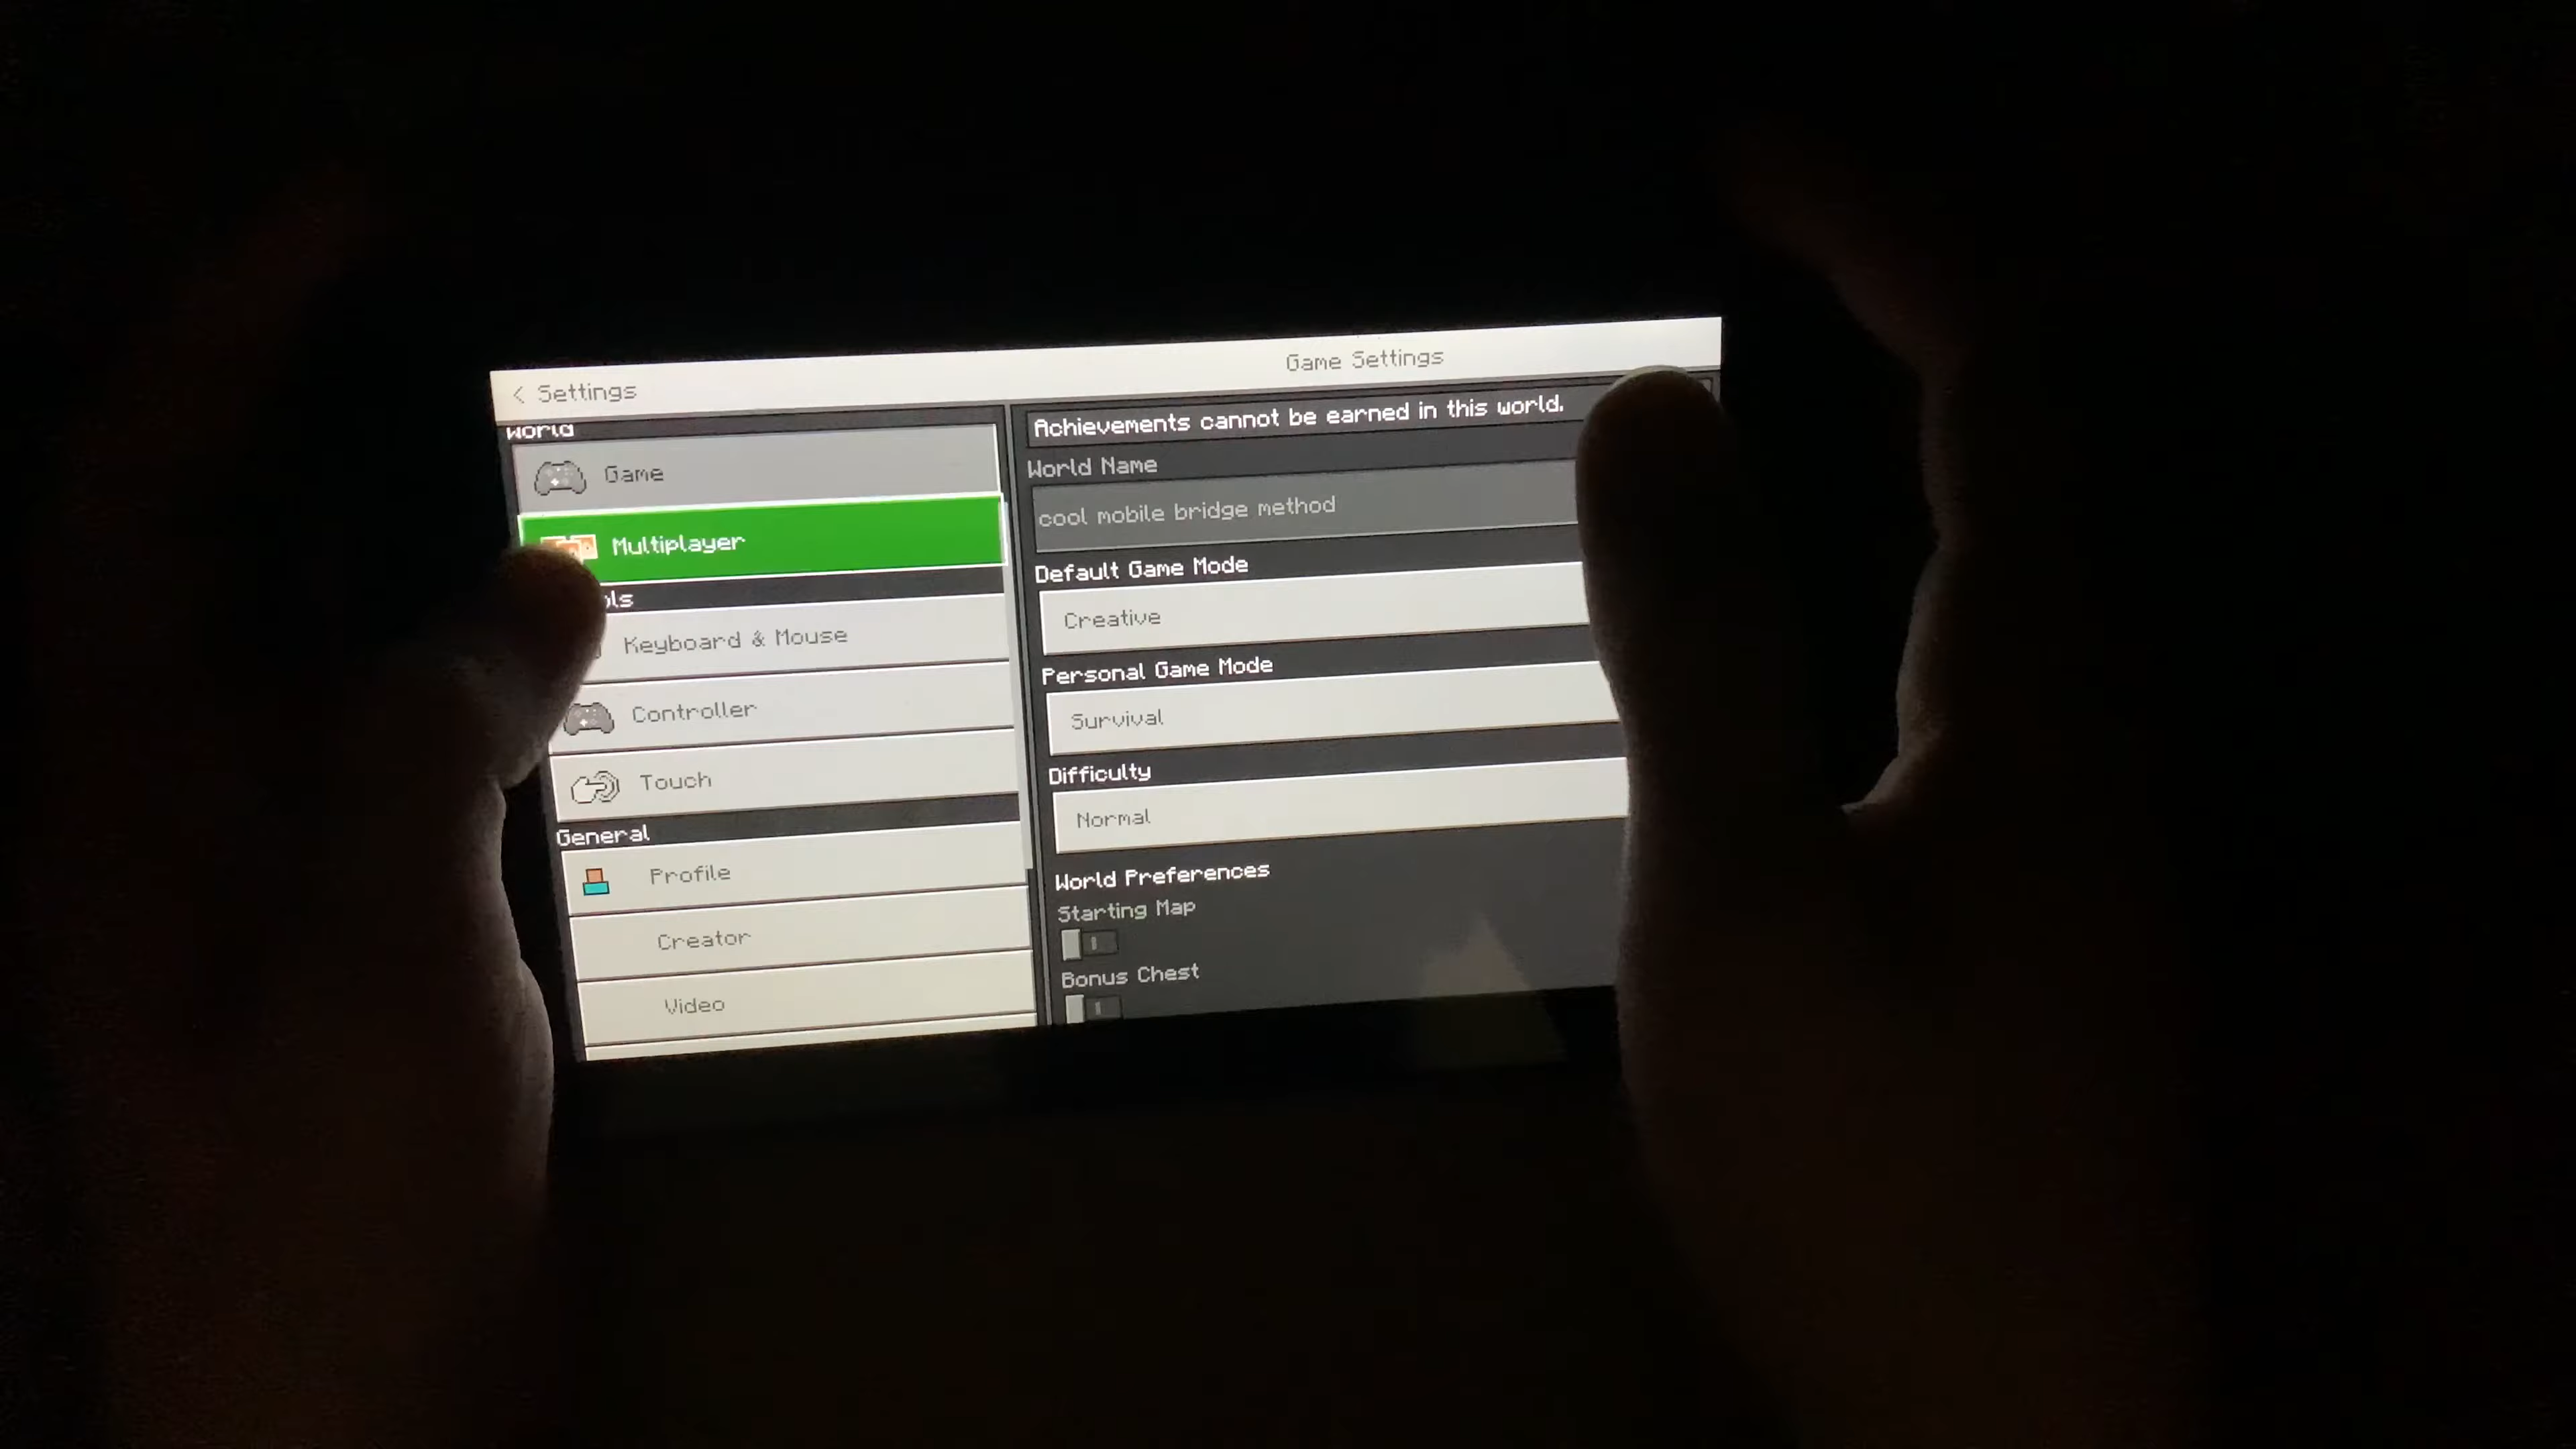 < Settings
Game Settings
World
Game
Multiplayer
Keyboard & Mouse
Controller
Touch
General
Profile
Creator
Video
Achievements cannot be earned in this world.
World Name
cool mobile bridge method
Default Game Mode
Creative
Personal Game Mode
Survival
Difficulty
Normal
World Preferences
Starting Map
Bonus Chest